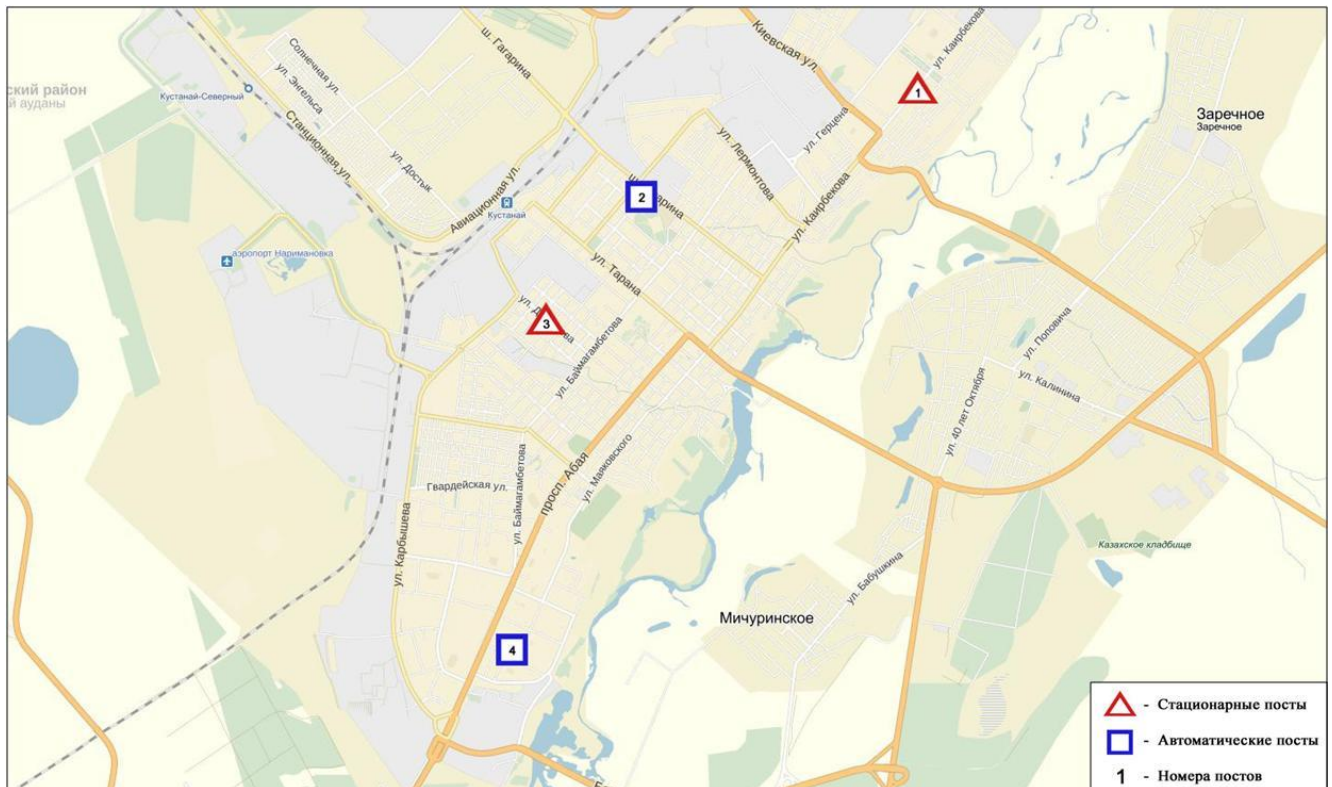 ский район
й ауданы
Кустанай-Северный
Солнечная ул.
ул. Энгельса
Станционная ул.
ул. Достык
ш. Гагарина
Авиационная ул.
Кустанай
аэропорт Наримановка
Киевская ул.
ул. Каирбекова
1
ул. Герцена
ул. Лермонтова
2
ул. Каирбекова
Заречное
Заречное
ул. Тарана
3
ул. Баймагамбетова
ул. Поповича
ул. Калинина
ул. 40 лет Октября
просп. Абая
ул. Маяковского
Гвардейская ул.
ул. Баймагамбетова
ул. Карбышева
Казахское кладбище
ул. Бабушкина
Мичуринское
4
- Стационарные посты
- Автоматические посты
1 - Номера постов